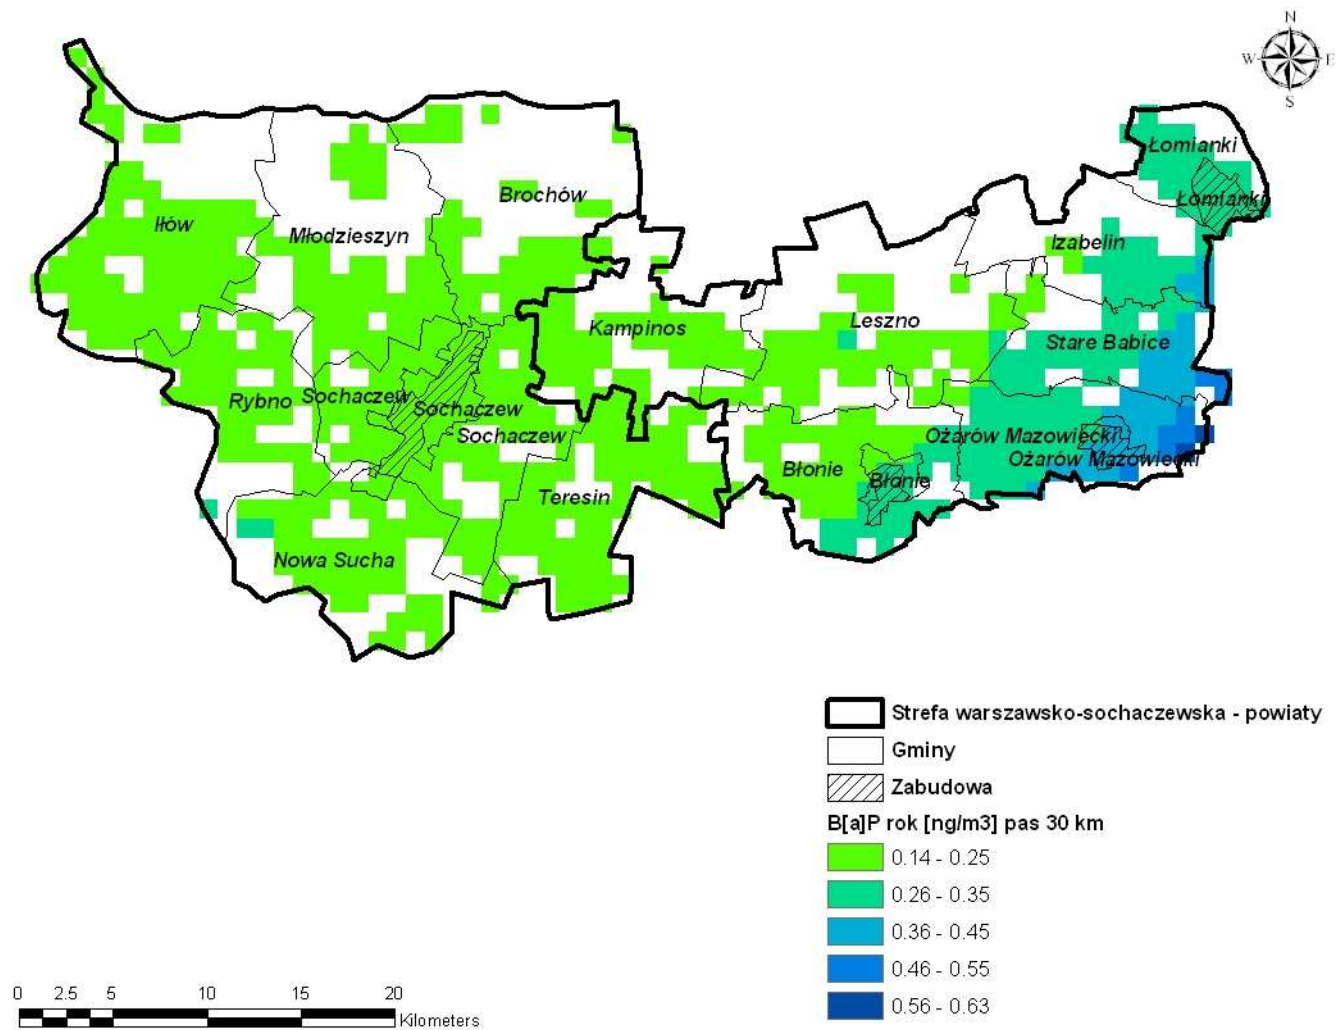 N
W E
S
Łomianki
Łomianki
Brochów
Iłów
Młodzieszyn
Izabelin
Kampinos
Leszno
Stare Babice
Rybno
Sochaczew
Sochaczew
Sochaczew
Ożarów Mazowiecki
Ożarów Mazowiecki
Błonie
Błonie
Teresin
Nowa Sucha
Strefa warszawsko-sochaczewska - powiaty
Gminy
Zabudowa
B[a]P rok [ng/m3] pas 30 km
0.14 - 0.25
0.26 - 0.35
0.36 - 0.45
0.46 - 0.55
0.56 - 0.63
0 2.5 5 10 15 20
Kilometers